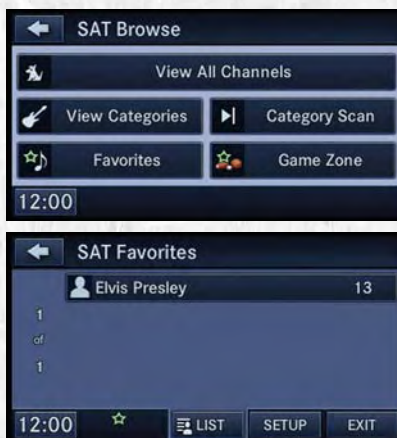 SAT Browse
View All Channels
View Categories
Category Scan
Favorites
Game Zone
12:00
SAT Favorites
Elvis Presley 13
1
of
1
12:00 LIST SETUP EXIT